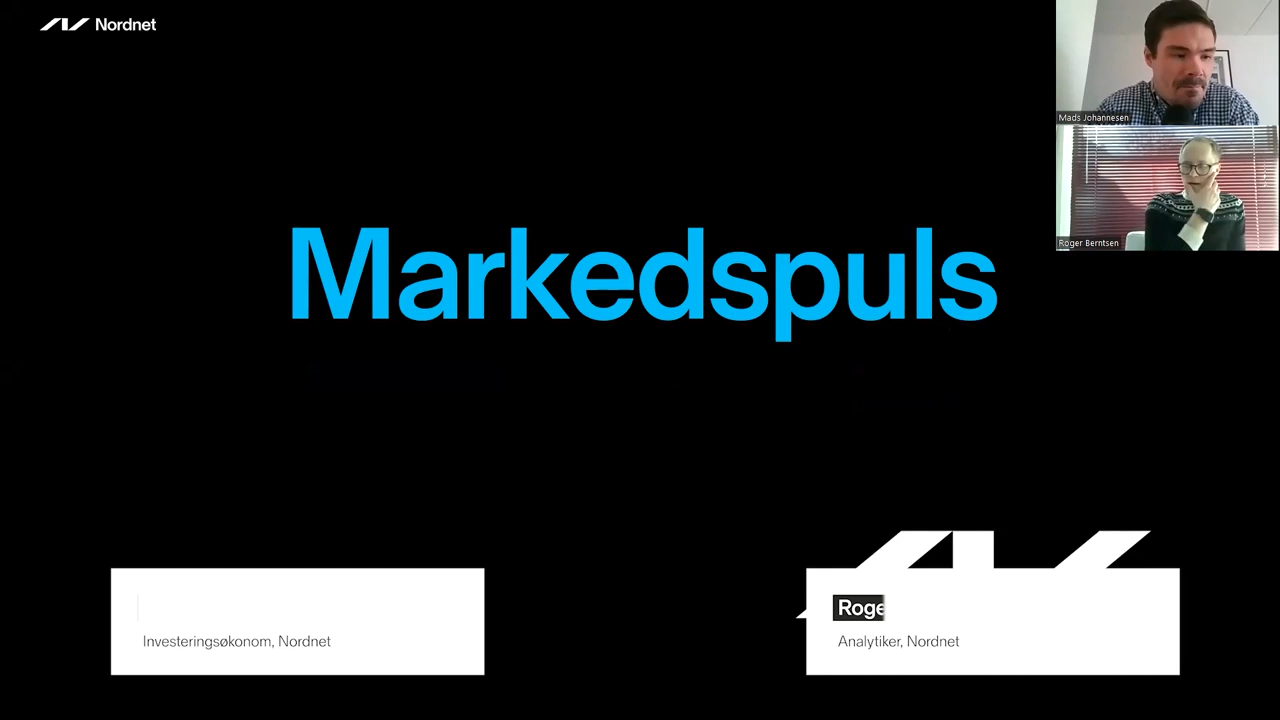 Nordnet
Mads Johannesen
Roger Berntsen
Markedspuls
Roge
Investeringsøkonom, Nordnet
Analytiker, Nordnet